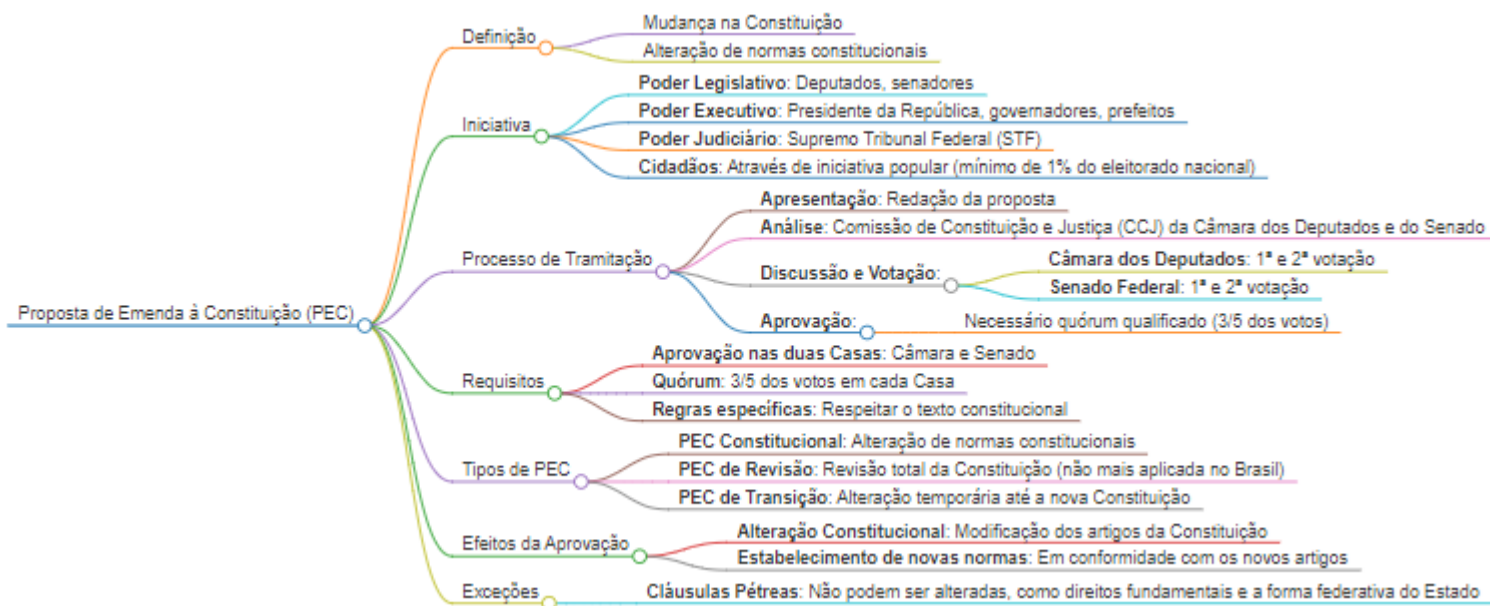 Proposta de Emenda à Constituição (PEC)
Definição
Mudança na Constituição
Alteração de normas constitucionais
Iniciativa
Poder Legislativo: Deputados, senadores
Poder Executivo: Presidente da República, governadores, prefeitos
Poder Judiciário: Supremo Tribunal Federal (STF)
Cidadãos: Através de iniciativa popular (mínimo de 1% do eleitorado nacional)
Processo de Tramitação
Apresentação: Redação da proposta
Análise: Comissão de Constituição e Justiça (CCJ) da Câmara dos Deputados e do Senado
Discussão e Votação:
Câmara dos Deputados: 1ª e 2ª votação
Senado Federal: 1ª e 2ª votação
Aprovação:
Necessário quórum qualificado (3/5 dos votos)
Requisitos
Aprovação nas duas Casas: Câmara e Senado
Quórum: 3/5 dos votos em cada Casa
Regras específicas: Respeitar o texto constitucional
Tipos de PEC
PEC Constitucional: Alteração de normas constitucionais
PEC de Revisão: Revisão total da Constituição (não mais aplicada no Brasil)
PEC de Transição: Alteração temporária até a nova Constituição
Efeitos da Aprovação
Alteração Constitucional: Modificação dos artigos da Constituição
Estabelecimento de novas normas: Em conformidade com os novos artigos
Exceções
Cláusulas Pétreas: Não podem ser alteradas, como direitos fundamentais e a forma federativa do Estado